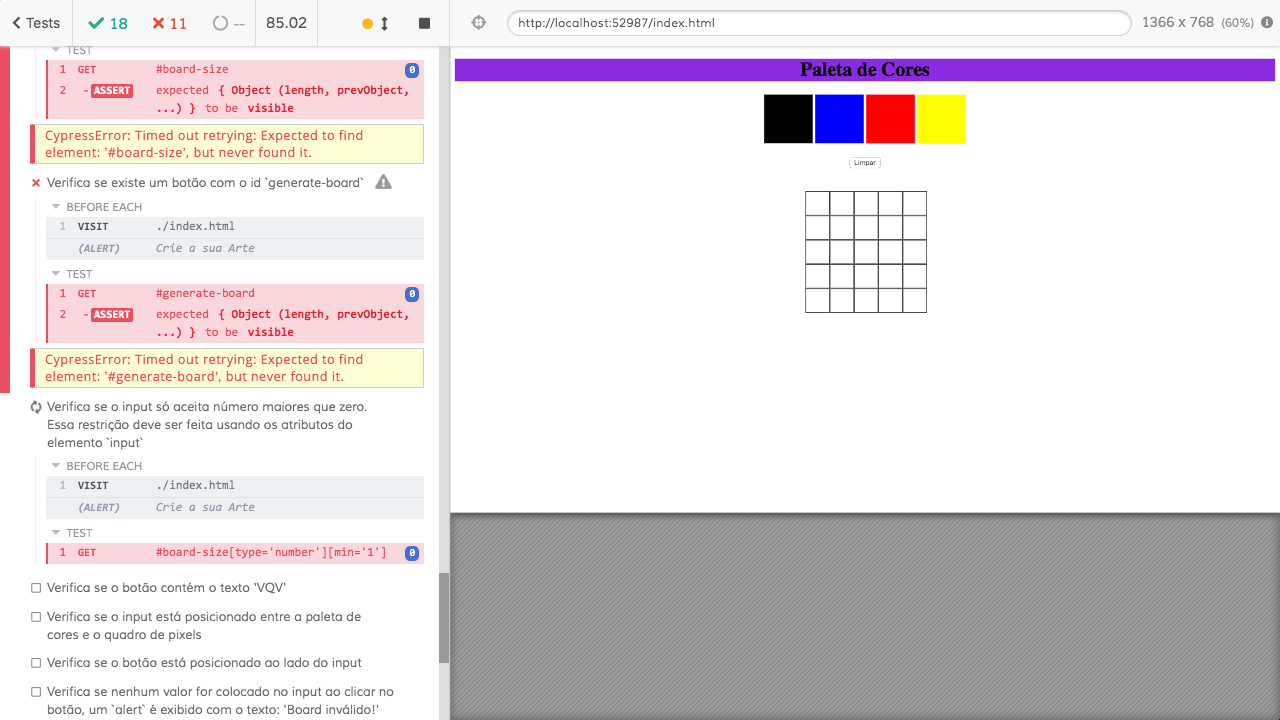 Tests
18
11
--
85.02
http://localhost:52987/index.html
1366 x 768 (60%)
TEST
1 GET #board-size 0
2 -ASSERT expected { Object (length, prevObject,
...) } to be visible
CypressError: Timed out retrying: Expected to find
element: '#board-size', but never found it.
Verifica se existe um botão com o id `generate-board`
BEFORE EACH
1 VISIT ./index.html
(ALERT) Crie a sua Arte
TEST
1 GET #generate-board 0
2 -ASSERT expected { Object (length, prevObject,
...) } to be visible
CypressError: Timed out retrying: Expected to find
element: '#generate-board', but never found it.
Verifica se o input só aceita número maiores que zero.
Essa restrição deve ser feita usando os atributos do
elemento `input`
BEFORE EACH
1 VISIT ./index.html
(ALERT) Crie a sua Arte
TEST
1 GET #board-size[type='number'][min='1'] 0
Verifica se o botão contém o texto 'VQV'
Verifica se o input está posicionado entre a paleta de
cores e o quadro de pixels
Verifica se o botão está posicionado ao lado do input
Verifica se nenhum valor for colocado no input ao clicar no
botão, um `alert` é exibido com o texto: 'Board inválido!'
Paleta de Cores
Limpar